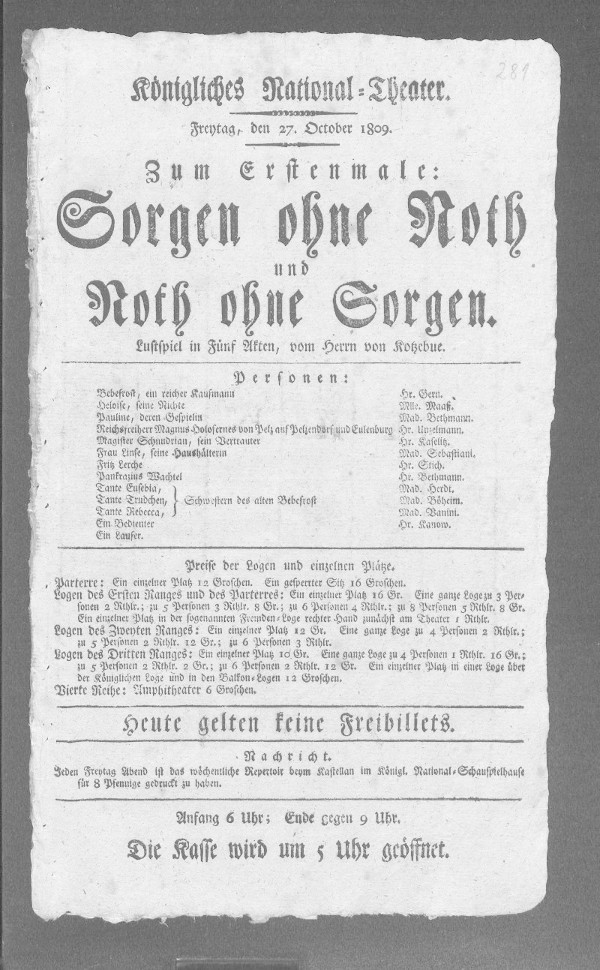 281
Königliches National-Theater.
Freytag, den 27. October 1809.
Zum Erstenmale:
Sorgen ohne Noth
und
Noth ohne Sorgen.
Lustspiel in Fünf Akten, vom Herrn von Kotzebue.
Personen:
Bebefrost, ein reicher Kaufmann Hr. Gern.
Heloise, seine Nichte Mlle. Maaß.
Pauline, deren Gespielin Mad. Bethmann.
Reichsfreiherr Magnus Holofernes von Pelz auf Pelzendorf und Eulenburg Hr. Unzelmann.
Magister Schnudrian, sein Vertrauter Hr. Kaselitz.
Frau Linse, seine Haushälterin Mad. Sebastiani.
Fritz Lerche Hr. Stich.
Pankrazius Wachtel Hr. Bethmann.
Tante Eusebia, Mad. Herdt.
Tante Trudchen, } Schwestern des alten Bebefrost Mad. Böheim.
Tante Rebecca, Mad. Vanini.
Ein Bedienter Hr. Kanow.
Ein Laufer.
Preise der Logen und einzelnen Plätze.
Parterre: Ein einzelner Platz 12 Groschen. Ein gesperrter Sitz 16 Groschen.
Logen des Ersten Ranges und des Parterres: Ein einzelner Platz 16 Gr. Eine ganze Loge zu 3 Per-
sonen 2 Rthlr.; zu 5 Personen 3 Rthlr. 8 Gr.; zu 6 Personen 4 Rthlr.; zu 8 Personen 5 Rthlr. 8 Gr.
Ein einzelner Platz in der sogenannten Fremden-Loge rechter Hand zunächst am Theater 1 Rthlr.
Logen des Zweyten Ranges: Ein einzelner Platz 12 Gr. Eine ganze Loge zu 4 Personen 2 Rthlr.;
zu 5 Personen 2 Rthlr. 12 Gr.; zu 6 Personen 3 Rthlr.
Logen des Dritten Ranges: Ein einzelner Platz 10 Gr. Eine ganze Loge zu 4 Personen 1 Rthlr. 16 Gr.;
zu 5 Personen 2 Rthlr. 2 Gr.; zu 6 Personen 2 Rthlr. 12 Gr. Ein einzelner Platz in einer Loge über
der Königlichen Loge und in den Balkon-Logen 12 Groschen.
Vierte Reihe: Amphitheater 6 Groschen.
Heute gelten keine Freibillets.
Nachricht.
Jeden Freytag Abend ist das wöchentliche Repertoir beym Kastellan im Königl. National-Schauspielhause
für 8 Pfennige gedruckt zu haben.
Anfang 6 Uhr; Ende gegen 9 Uhr.
Die Kasse wird um 5 Uhr geöffnet.